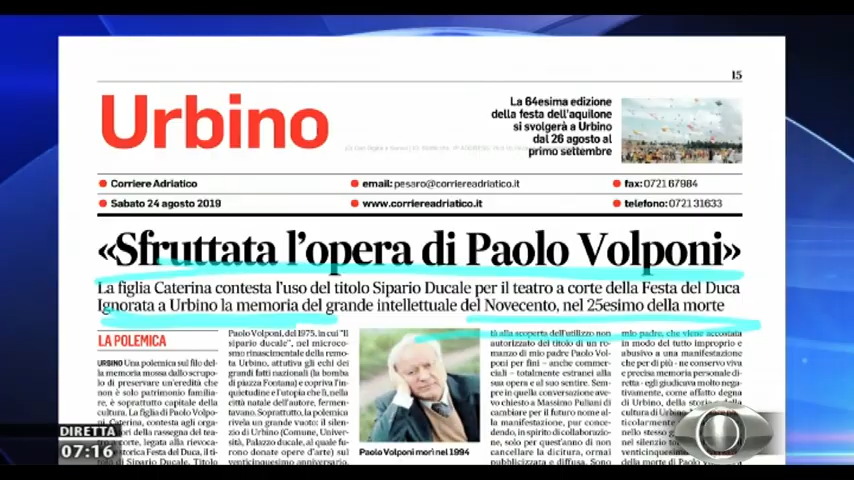 15
Urbino
La 64esima edizione
della festa dell'aquilone
si svolgerà a Urbino
dal 26 agosto al
primo settembre
Corriere Adriatico
email: pesaro@corriereadriatico.it
fax: 0721 67984
Sabato 24 agosto 2019
www.corriereadriatico.it
telefono: 0721 31633
«Sfruttata l'opera di Paolo Volponi»
La figlia Caterina contesta l'uso del titolo Sipario Ducale per il teatro a corte della Festa del Duca
Ignorata a Urbino la memoria del grande intellettuale del Novecento, nel 25esimo della morte
LA POLEMICA
URBINO Una polemica sul filo del-
la memoria mossa dallo scrupo-
lo di preservare un'eredità che
non è solo patrimonio familia-
re, è soprattutto capitale della
cultura. La figlia di Paolo Volpo-
ni, Caterina, contesta agli orga-
tori della rassegna del tea-
corte, legata alla rievoca-
storica Festa del Duca, il ti-
di Sipario Ducale. Titolo
Paolo Volponi, del 1975, in cui "Il
sipario ducale", nel microco-
smo rinascimentale della remo-
ta Urbino, attutiva gli echi dei
grandi fatti nazionali (la bomba
di piazza Fontana) e copriva l'in-
quietudine e l'utopia che lì, nella
città natale dell'autore, fermen-
tavano. Soprattutto, la polemica
rivela un grande vuoto: il silen-
zio di Urbino (Comune, Univer-
sità, Palazzo ducale, al quale fu-
rono donate opere d'arte) sul
venticinquesimo anniversario,
Paolo Volponi morì nel 1994
tà alla scoperta dell'utilizzo non
autorizzato del titolo di un ro-
manzo di mio padre Paolo Vol-
poni per fini - anche commer-
ciali - totalmente estranei alla
sua opera e al suo sentire. Sem-
pre in quella conversazione ave-
vo chiesto a Massimo Puliani di
cambiare per il futuro nome al-
la manifestazione, pur conce-
dendo, in spirito di collaborazio-
ne, solo per quest'anno di non
cancellare la dicitura, ormai
pubblicizzata e diffusa. Sono
mio padre, che viene accostata
in modo del tutto improprio e
abusivo a una manifestazione
che per di più - ne conservo viva
e precisa memoria personale di-
retta - egli giudicava molto nega-
tivamente, come affatto degna
di Urbino, della storia
cultura di Urbino.
ticolarmente
nel silenzio
venticinquesimo
della morte di Paolo
DIRETTA
07:16